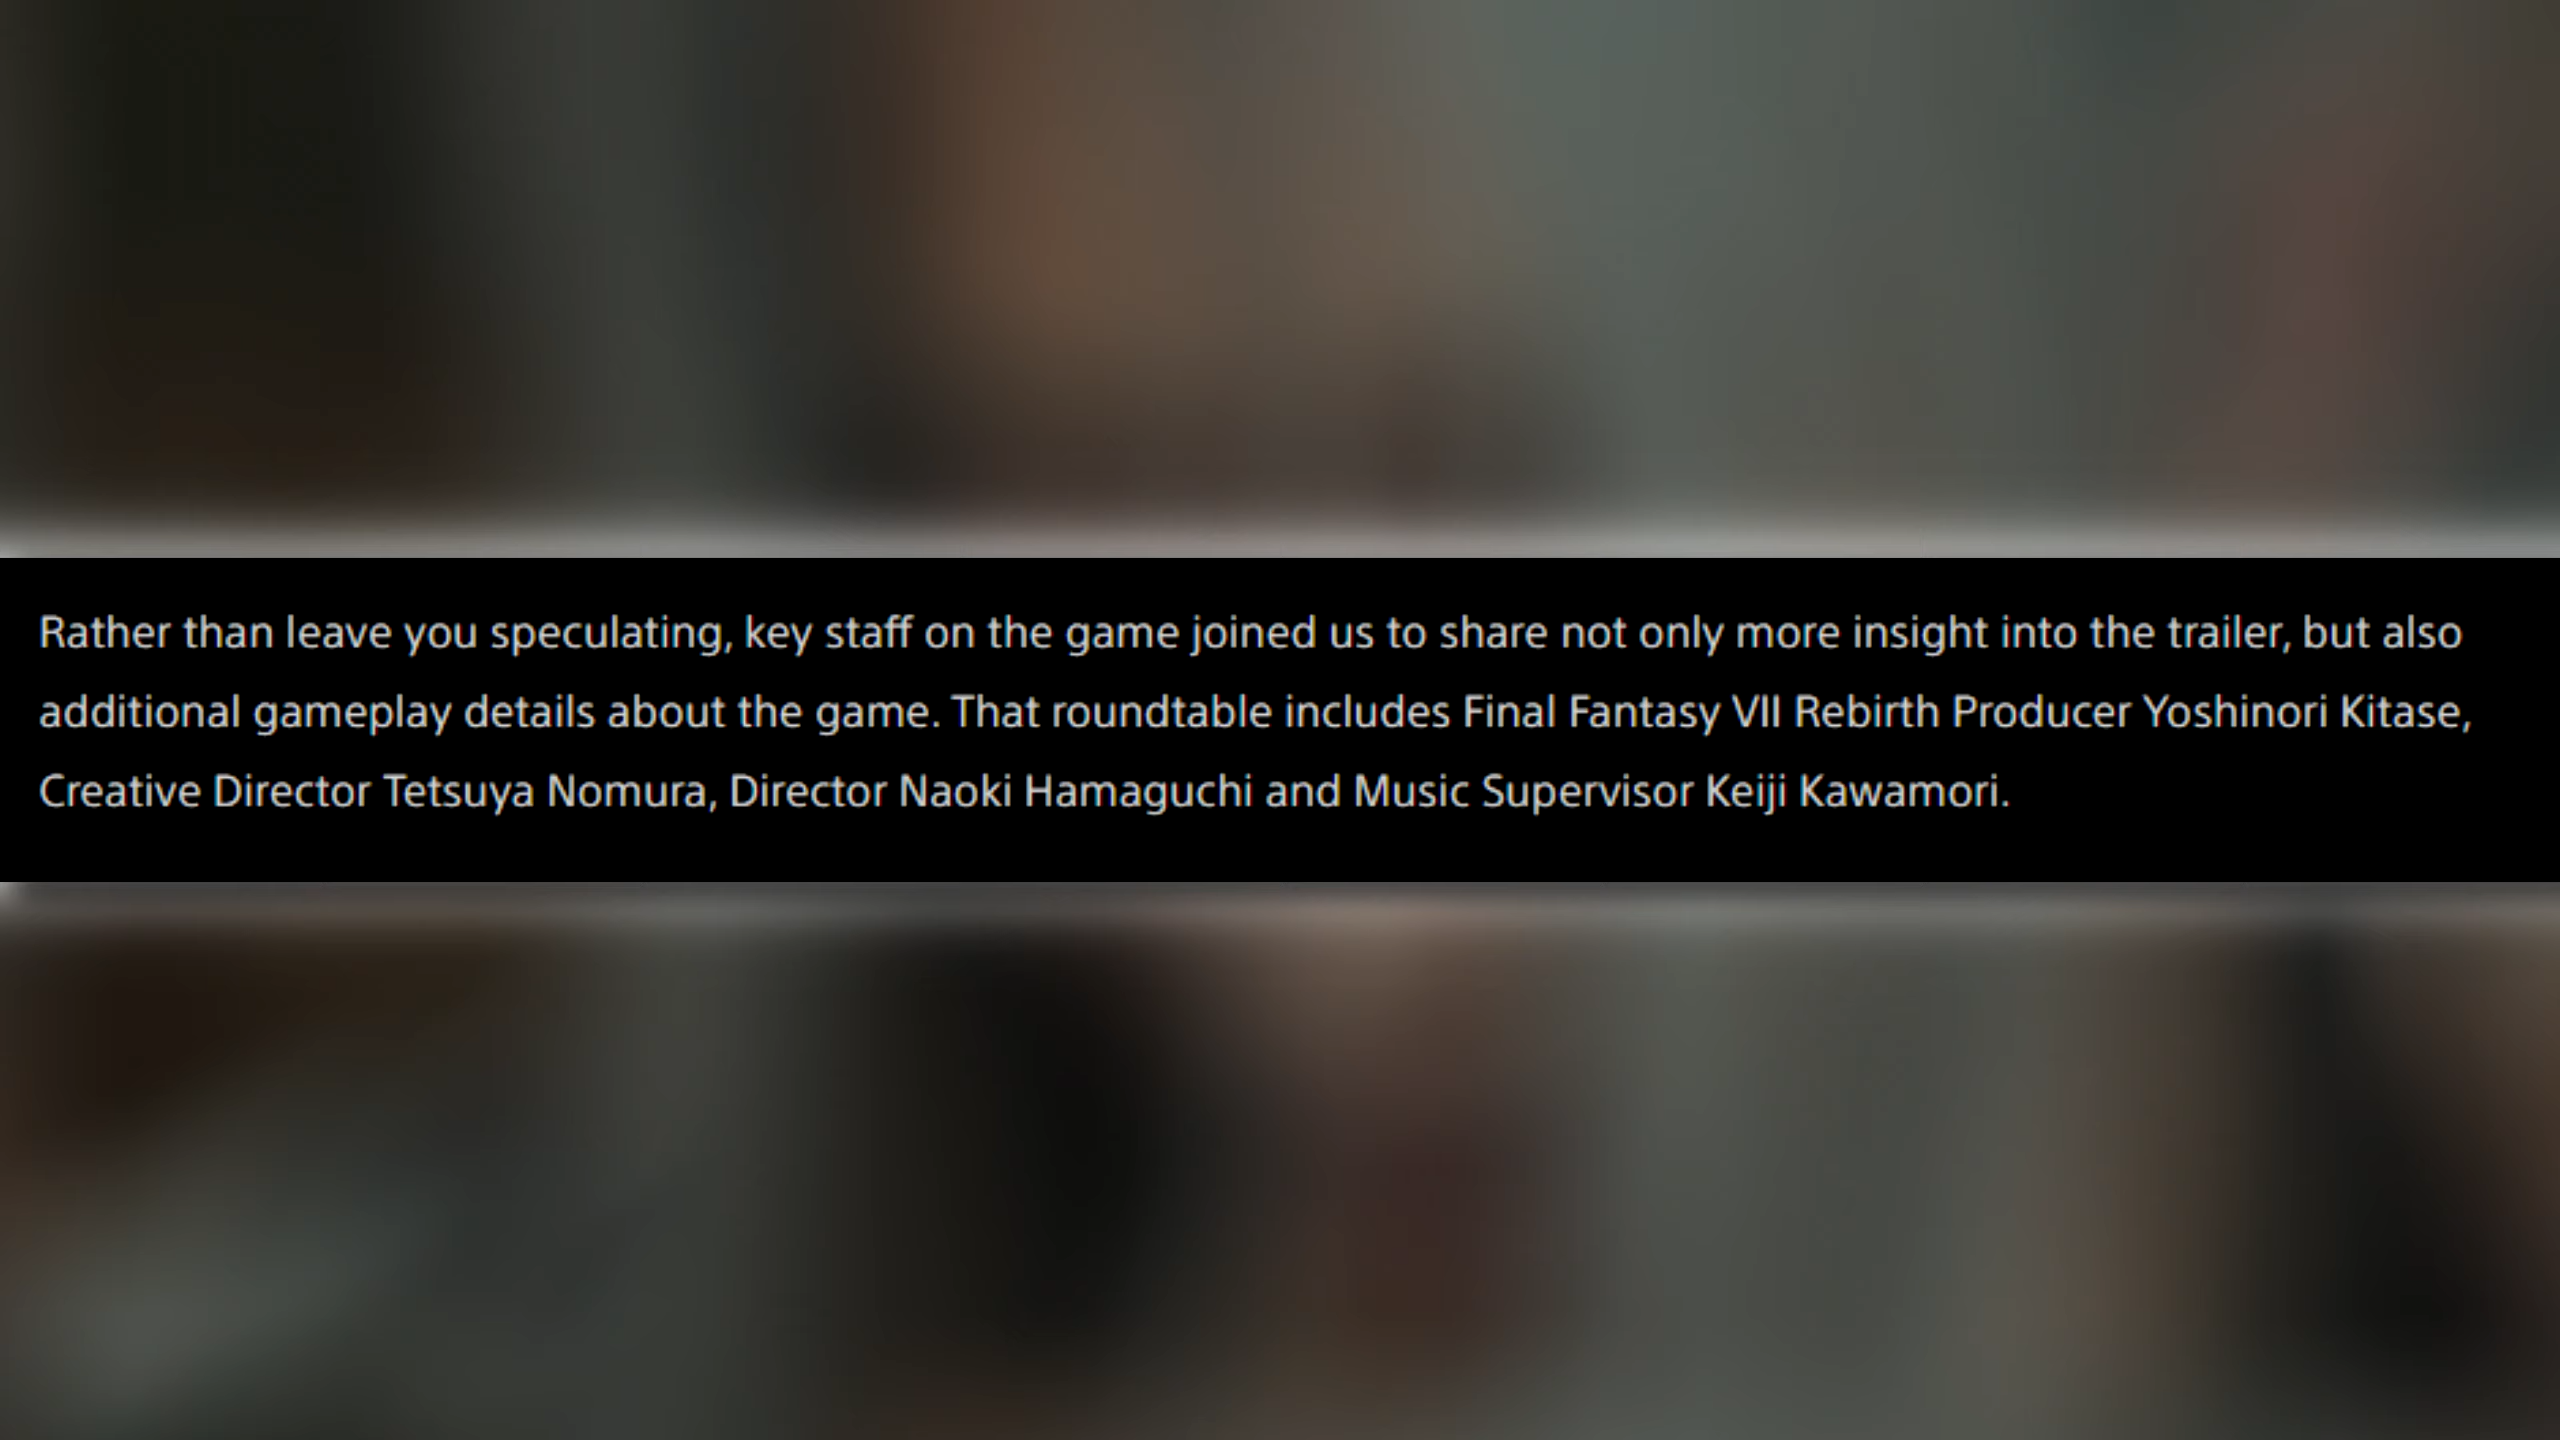 Rather than leave you speculating, key staff on the game joined us to share not only more insight into the trailer, but also
additional gameplay details about the game. That roundtable includes Final Fantasy VII Rebirth Producer Yoshinori Kitase,
Creative Director Tetsuya Nomura, Director Naoki Hamaguchi and Music Supervisor Keiji Kawamori.